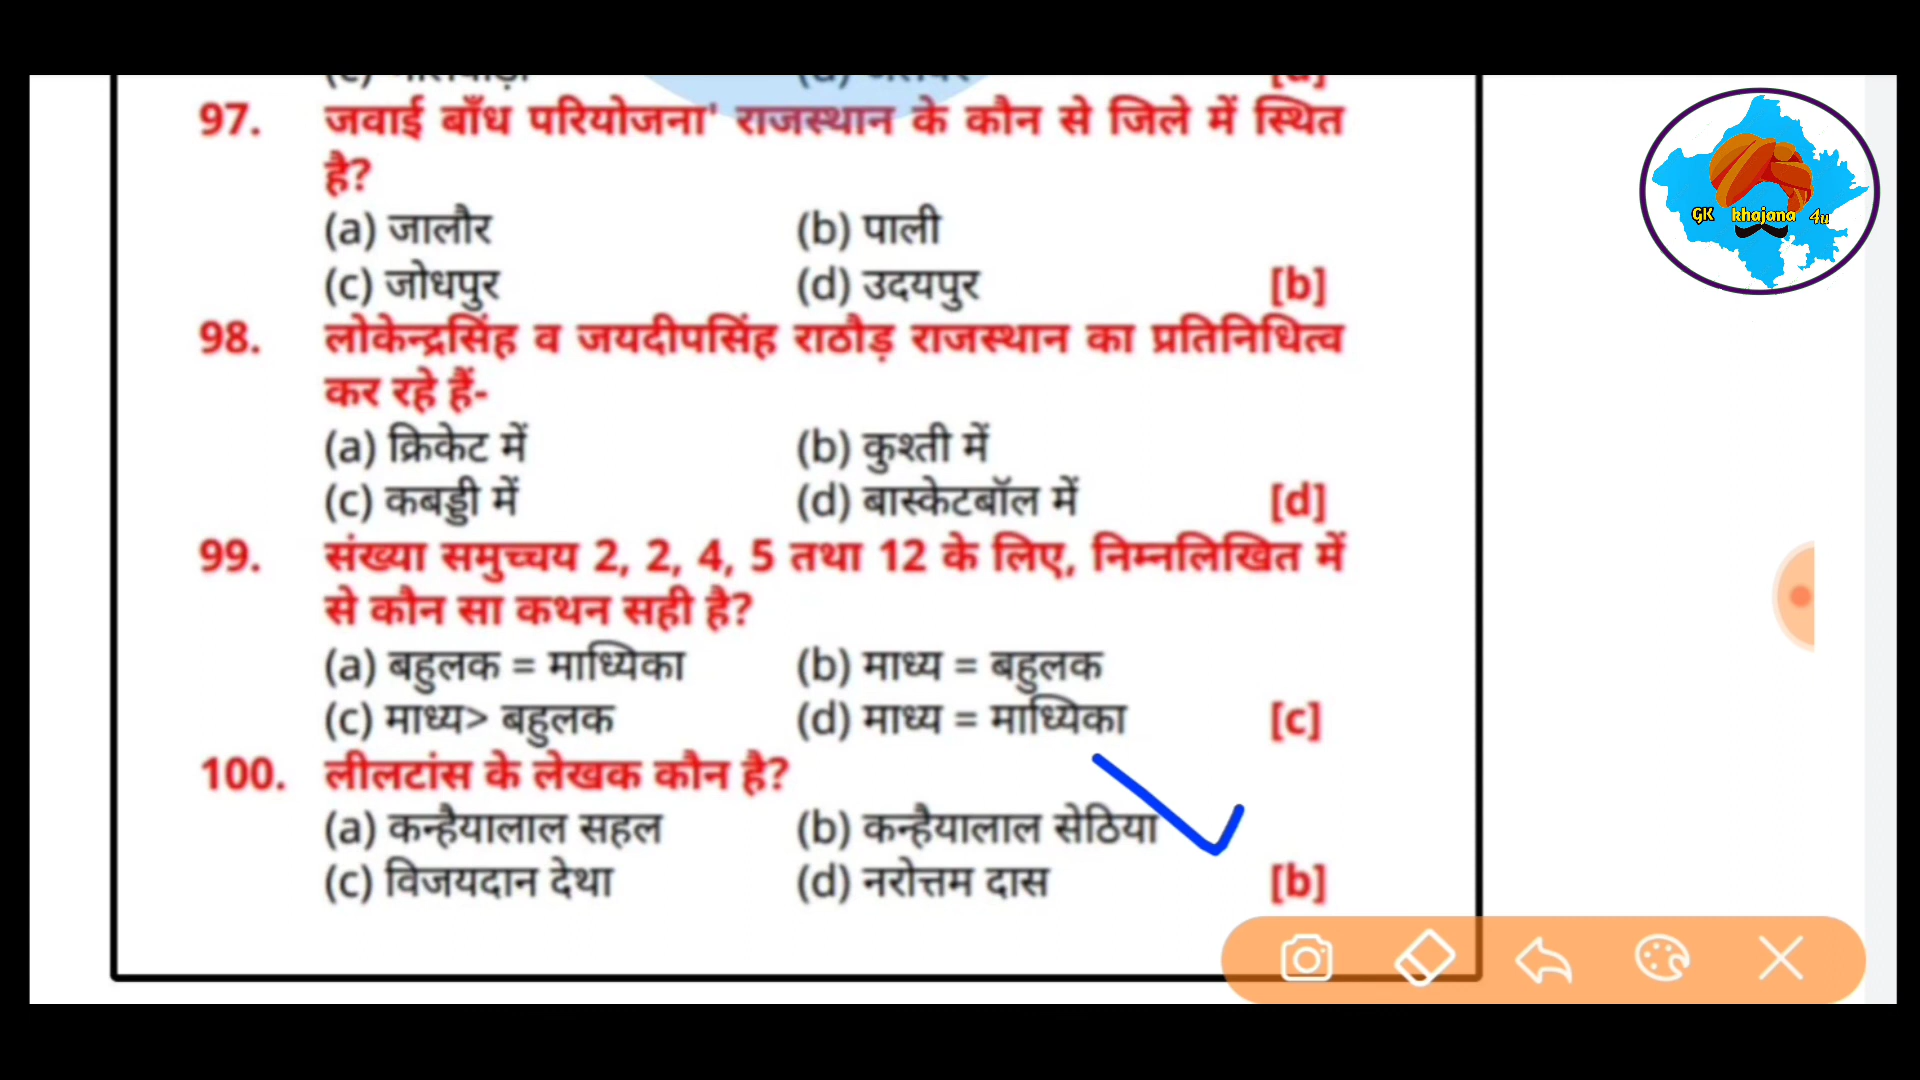 97. जवाई बाँध परियोजना' राजस्थान के कौन से जिले में स्थित
है?
(a) जालौर (b) पाली
(c) जोधपुर (d) उदयपुर [b]
98. लोकेन्द्रसिंह व जयदीपसिंह राठौड़ राजस्थान का प्रतिनिधित्व
कर रहे हैं-
(a) क्रिकेट में (b) कुश्ती में
(c) कबड्डी में (d) बास्केटबॉल में [d]
99. संख्या समुच्चय 2, 2, 4, 5 तथा 12 के लिए, निम्नलिखित में
से कौन सा कथन सही है?
(a) बहुलक = माध्यिका (b) माध्य = बहुलक
(c) माध्य> बहुलक (d) माध्य = माध्यिका [c]
100. लीलटांस के लेखक कौन है?
(a) कन्हैयालाल सहल (b) कन्हैयालाल सेठिया
(c) विजयदान देथा (d) नरोत्तम दास [b]
GK khajana 4u